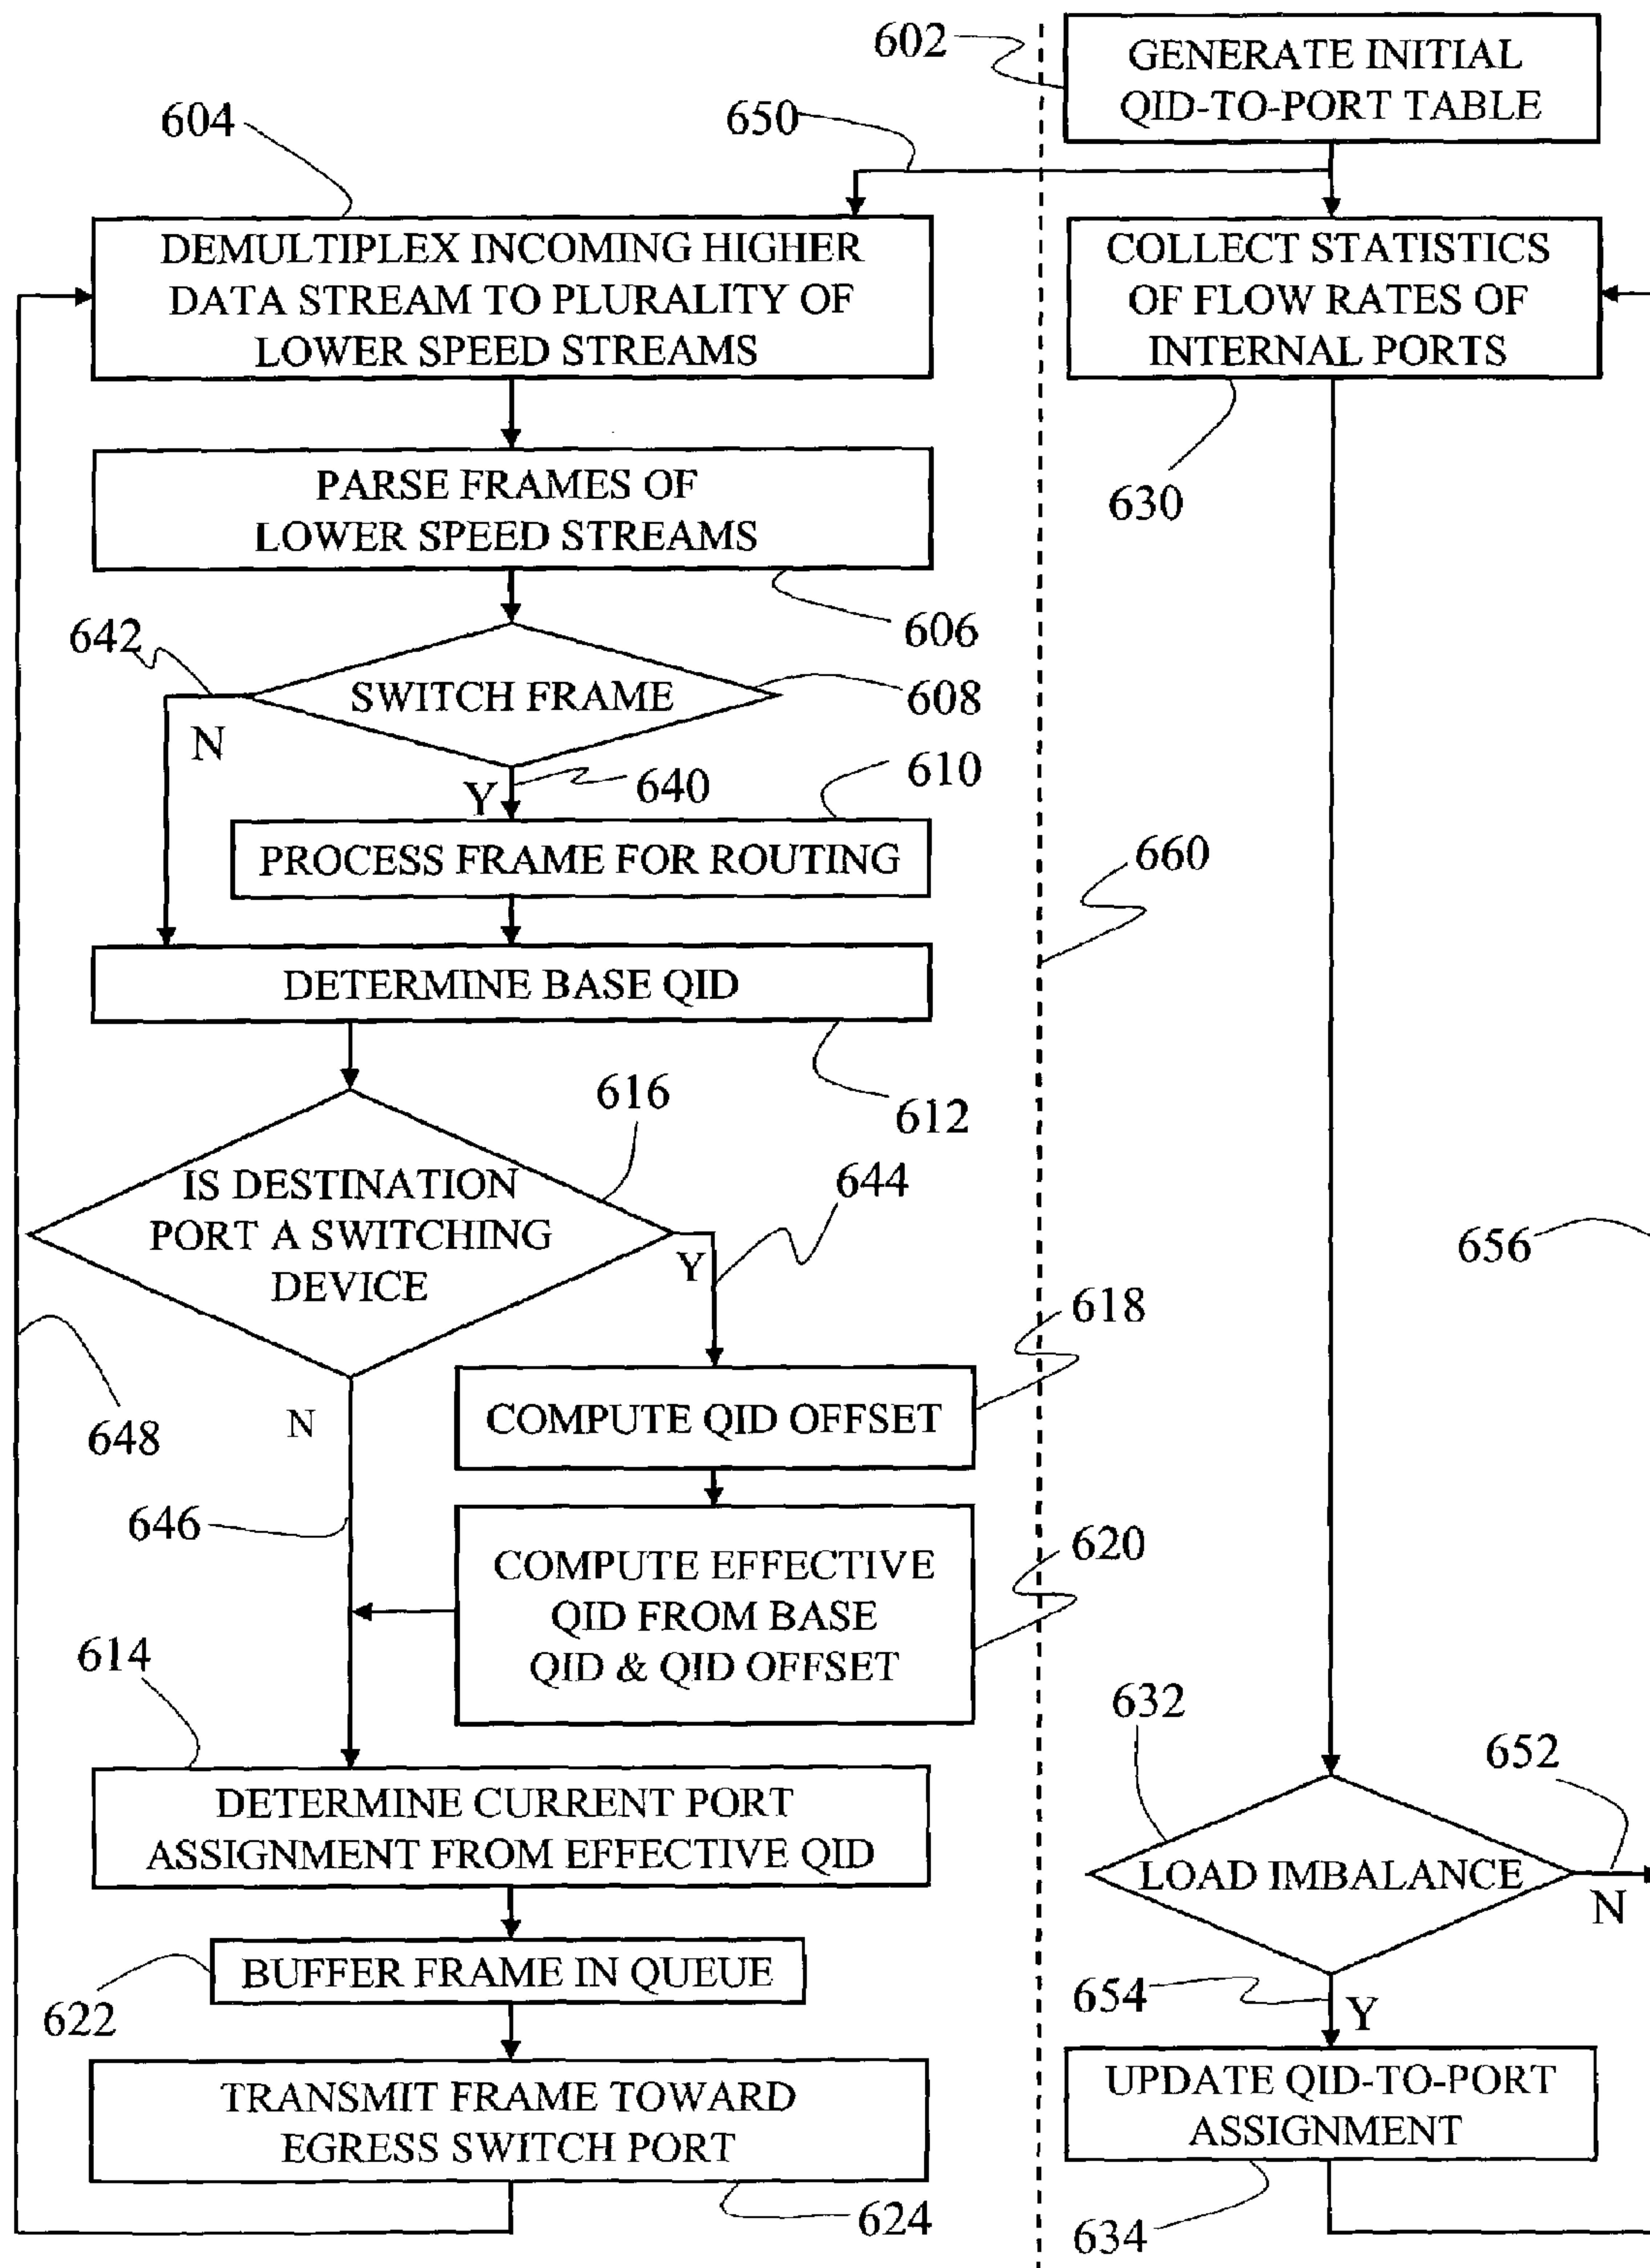 602
GENERATE INITIAL
QID-TO-PORT TABLE
604
650
DEMULTIPLEX INCOMING HIGHER
DATA STREAM TO PLURALITY OF
LOWER SPEED STREAMS
COLLECT STATISTICS
OF FLOW RATES OF
INTERNAL PORTS
630
PARSE FRAMES OF
LOWER SPEED STREAMS
606
642
SWITCH FRAME
608
N
Y
640
610
PROCESS FRAME FOR ROUTING
660
DETERMINE BASE QID
612
616
IS DESTINATION
PORT A SWITCHING
DEVICE
644
Y
656
618
648
N
COMPUTE QID OFFSET
646
COMPUTE EFFECTIVE
QID FROM BASE
QID & QID OFFSET
620
614
DETERMINE CURRENT PORT
ASSIGNMENT FROM EFFECTIVE QID
632
652
LOAD IMBALANCE
N
BUFFER FRAME IN QUEUE
622
654
Y
TRANSMIT FRAME TOWARD
EGRESS SWITCH PORT
624
UPDATE QID-TO-PORT
ASSIGNMENT
634